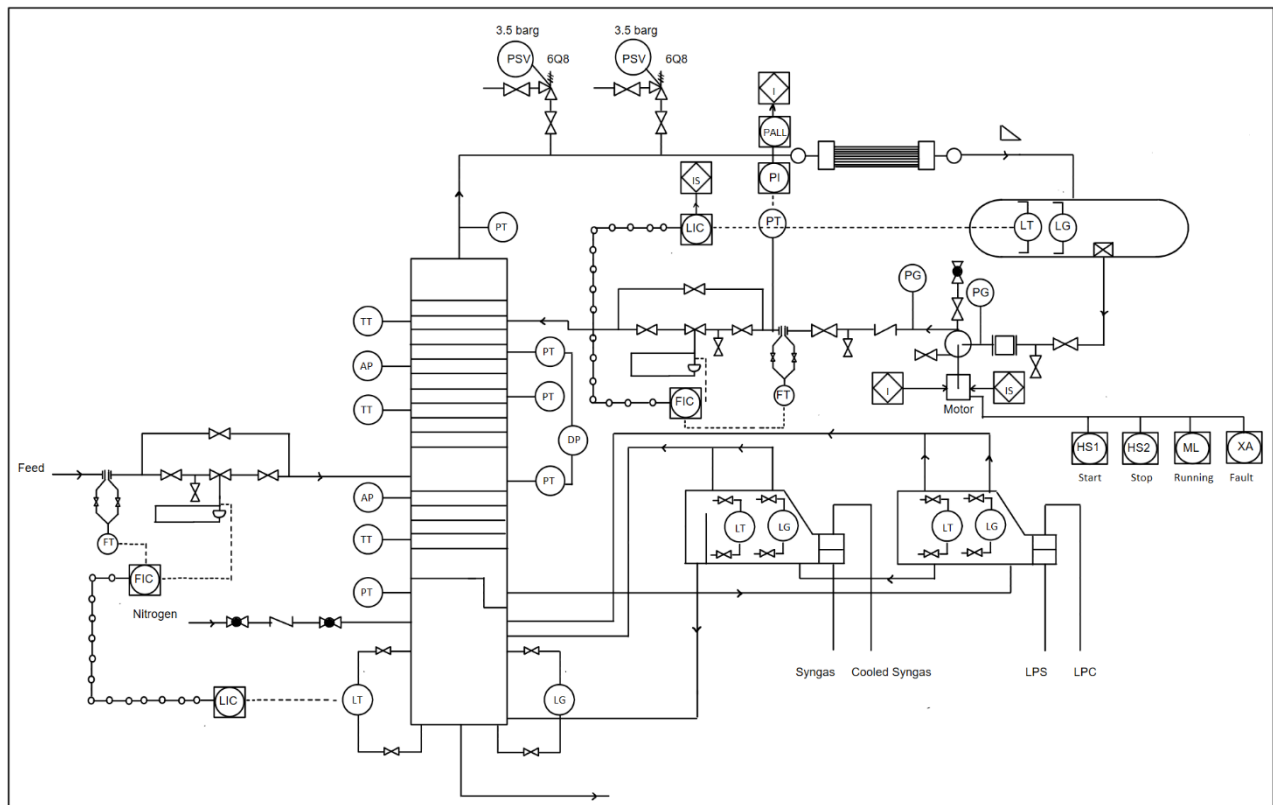 3.5 barg
3.5 barg
PSV
6Q8
PSV
6Q8
I
PALL
PI
IS
PT
LIC
PT
LT
LG
PG
PG
TT
PT
AP
PT
TT
FIC
FT
I
IS
Motor
DP
HS1
HS2
ML
XA
Start
Stop
Running
Fault
Feed
PT
AP
LT
LG
LT
LG
FT
TT
FIC
PT
Nitrogen
Syngas
Cooled Syngas
LPS
LPC
LIC
LT
LG